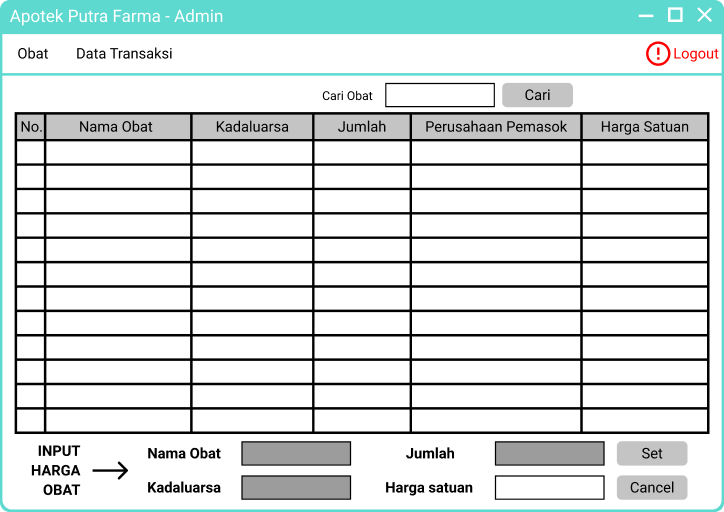 Apotek Putra Farma - Admin
Obat Data Transaksi Logout
Cari Obat Cari
No. Nama Obat Kadaluarsa Jumlah Perusahaan Pemasok Harga Satuan
INPUT
HARGA
OBAT
Nama Obat Jumlah Set
Kadaluarsa Harga satuan Cancel